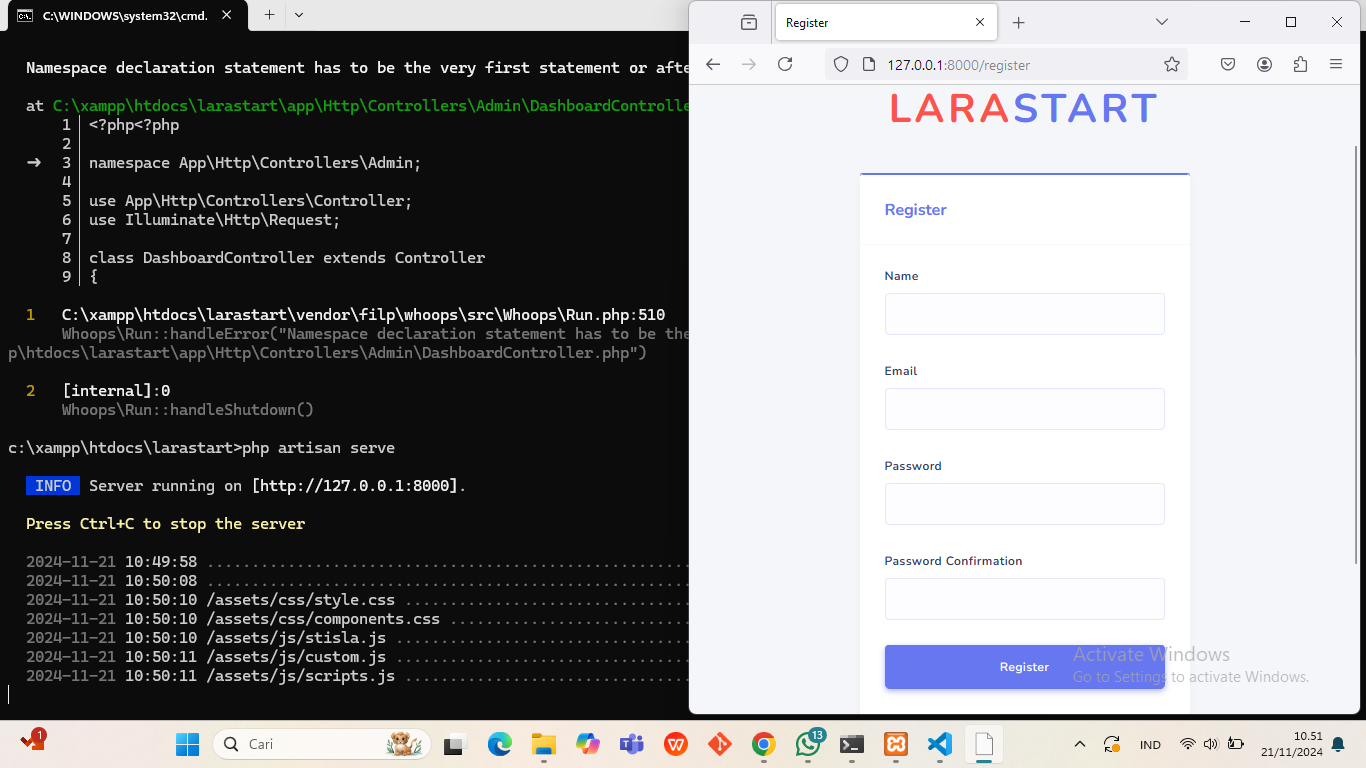 C:\WINDOWS\system32\cmd.
Namespace declaration statement has to be the very first statement or afte
at C:\xampp\htdocs\larastart\app\Http\Controllers\Admin\DashboardControlle
1 <?php<?php
2
➜ 3 namespace App\Http\Controllers\Admin;
4
5 use App\Http\Controllers\Controller;
6 use Illuminate\Http\Request;
7
8 class DashboardController extends Controller
9 {
1 C:\xampp\htdocs\larastart\vendor\filp\whoops\src\Whoops\Run.php:510
Whoops\Run::handleError("Namespace declaration statement has to be the
p\htdocs\larastart\app\Http\Controllers\Admin\DashboardController.php")
2 [internal]:0
Whoops\Run::handleShutdown()
c:\xampp\htdocs\larastart>php artisan serve
INFO Server running on [http://127.0.0.1:8000].
Press Ctrl+C to stop the server
2024-11-21 10:49:58 .....................................................
2024-11-21 10:50:08 .....................................................
2024-11-21 10:50:10 /assets/css/style.css ................................
2024-11-21 10:50:10 /assets/css/components.css ...........................
2024-11-21 10:50:10 /assets/js/stisla.js .................................
2024-11-21 10:50:11 /assets/js/custom.js .................................
2024-11-21 10:50:11 /assets/js/scripts.js ................................
Register
127.0.0.1:8000/register
LARASTART
Register
Name
Email
Password
Password Confirmation
Register
Activate Windows
Go to Settings to activate Windows.
1
Cari
13
IND
10.51
21/11/2024